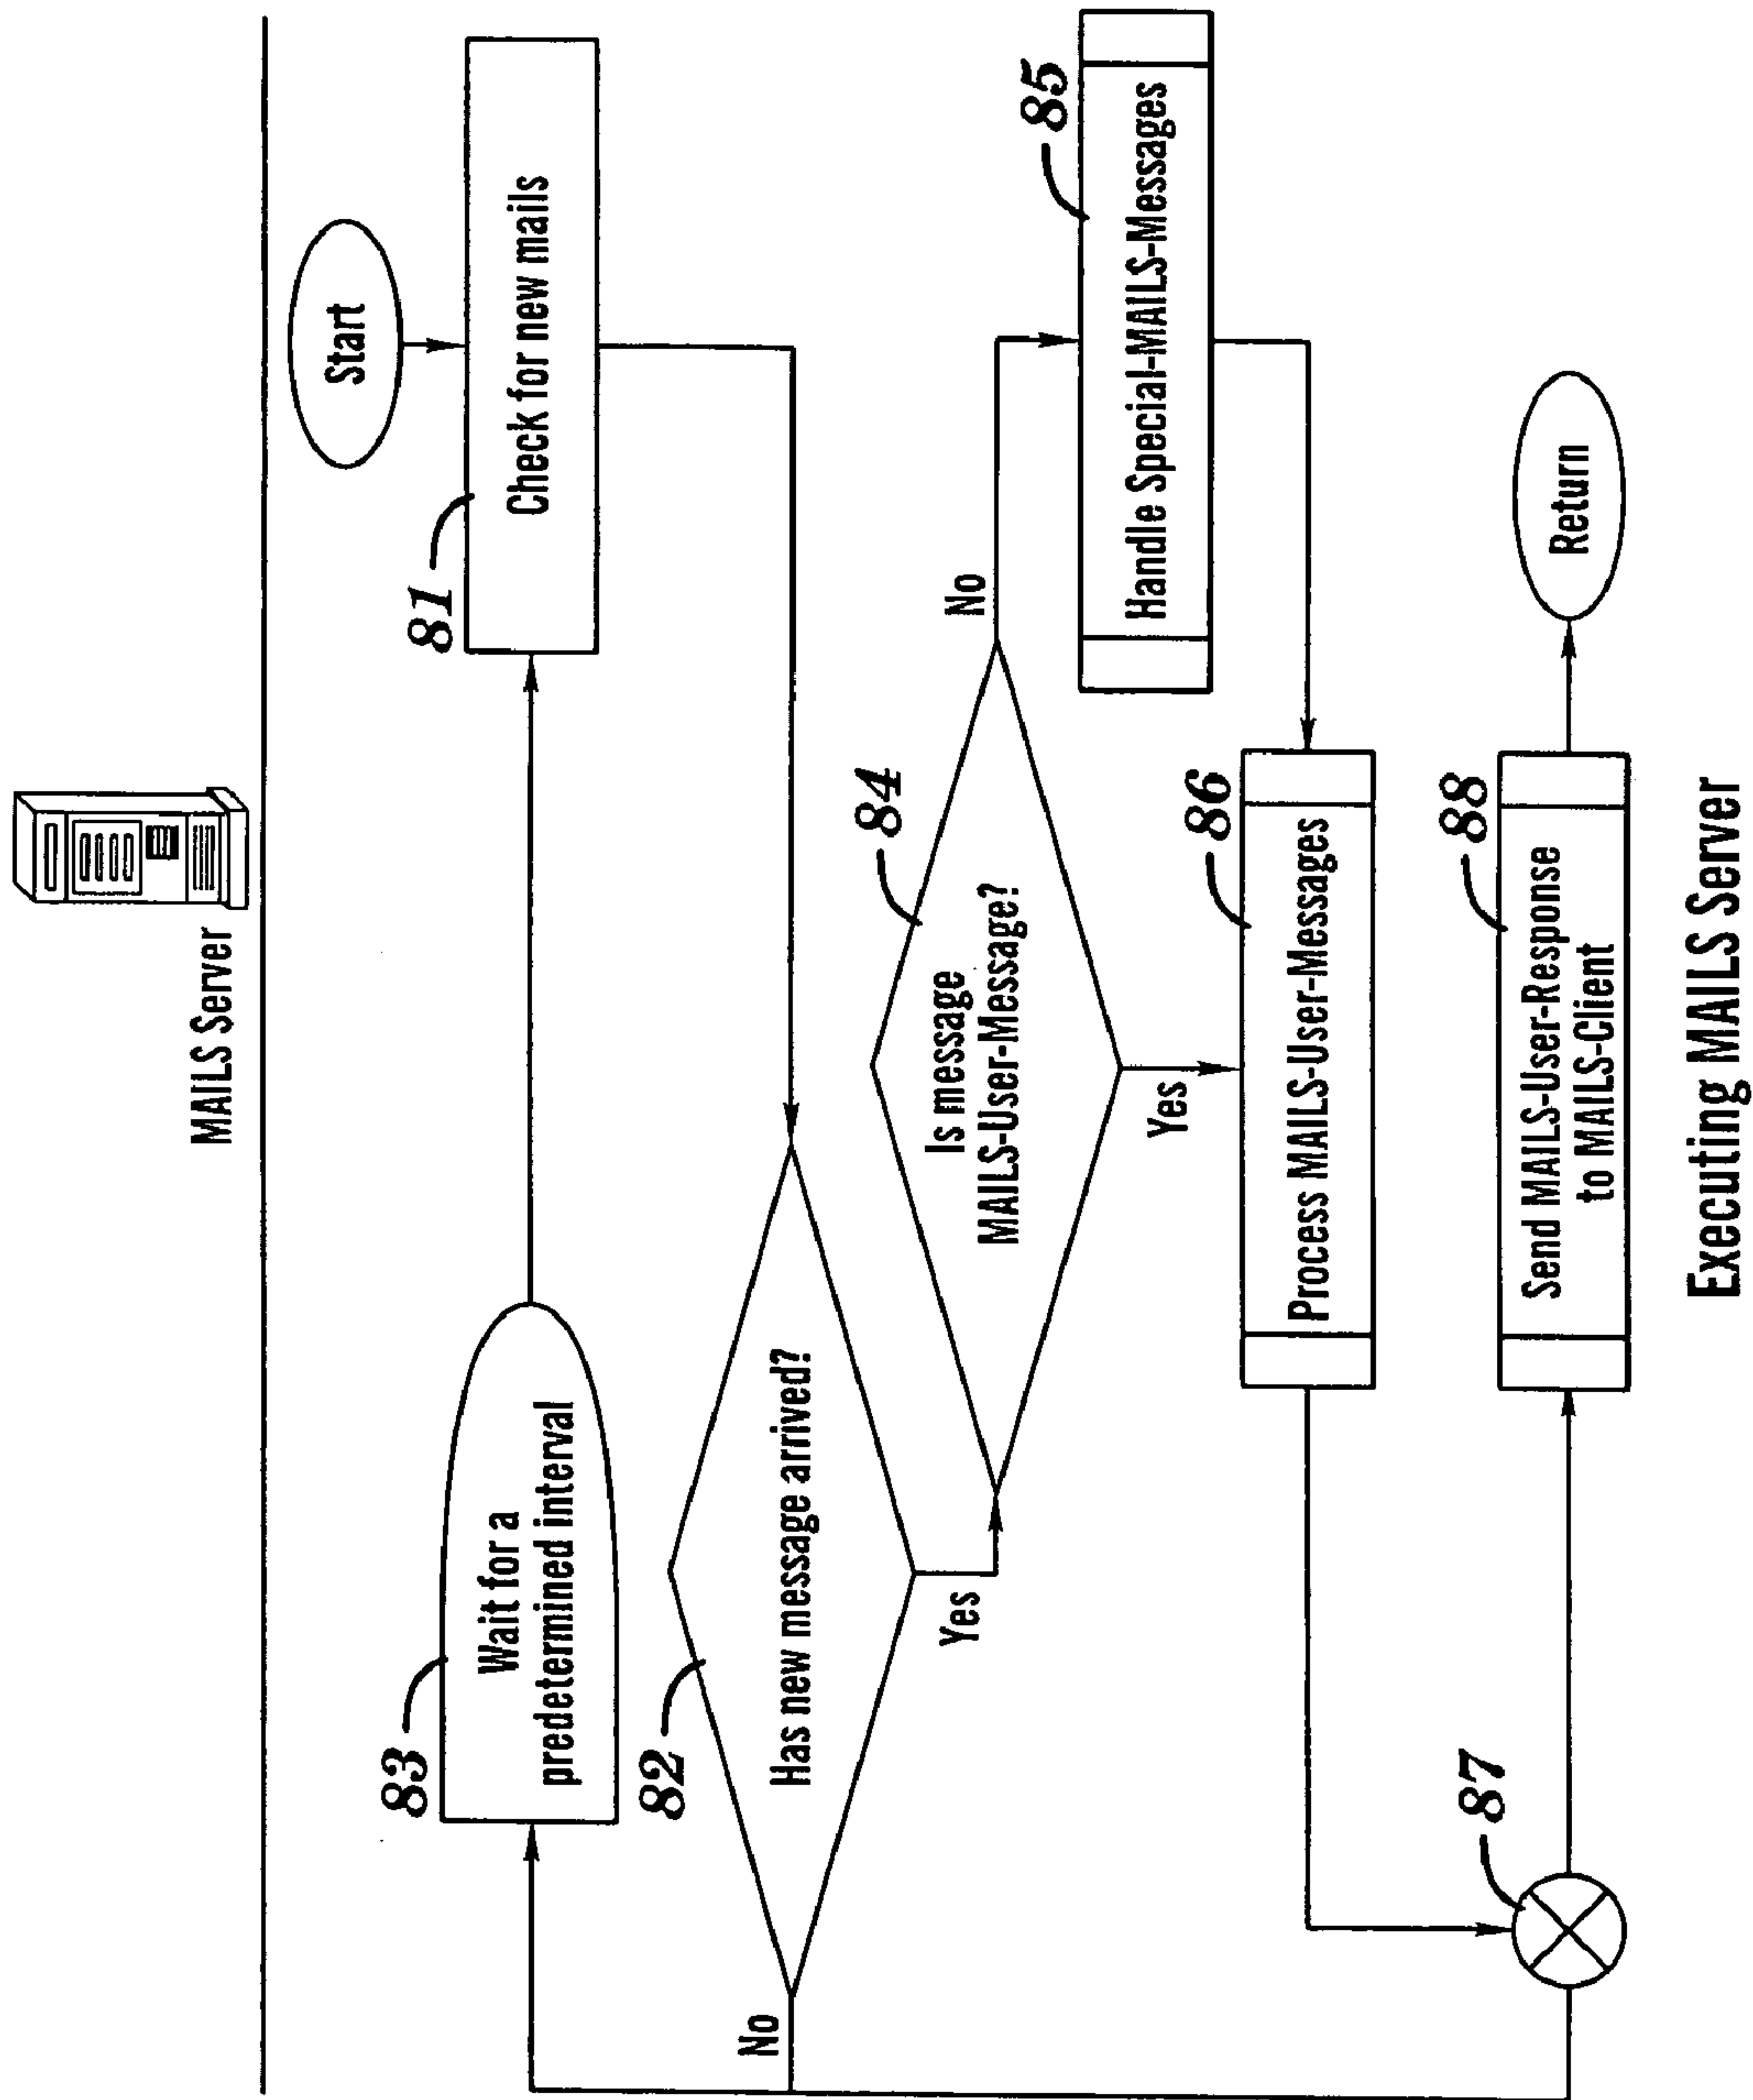 MAILS Server
Start
81
Check for new mails
83
Wait for a
predetermined interval
82
Has new message arrived?
No
Yes
84
Is message
MAILS-User-Message?
No
Yes
85
Handle Special-MAILS-Messages
86
Process MAILS-User-Messages
87
88
Send MAILS-User-Response
to MAILS-Client
Return
Executing MAILS Server